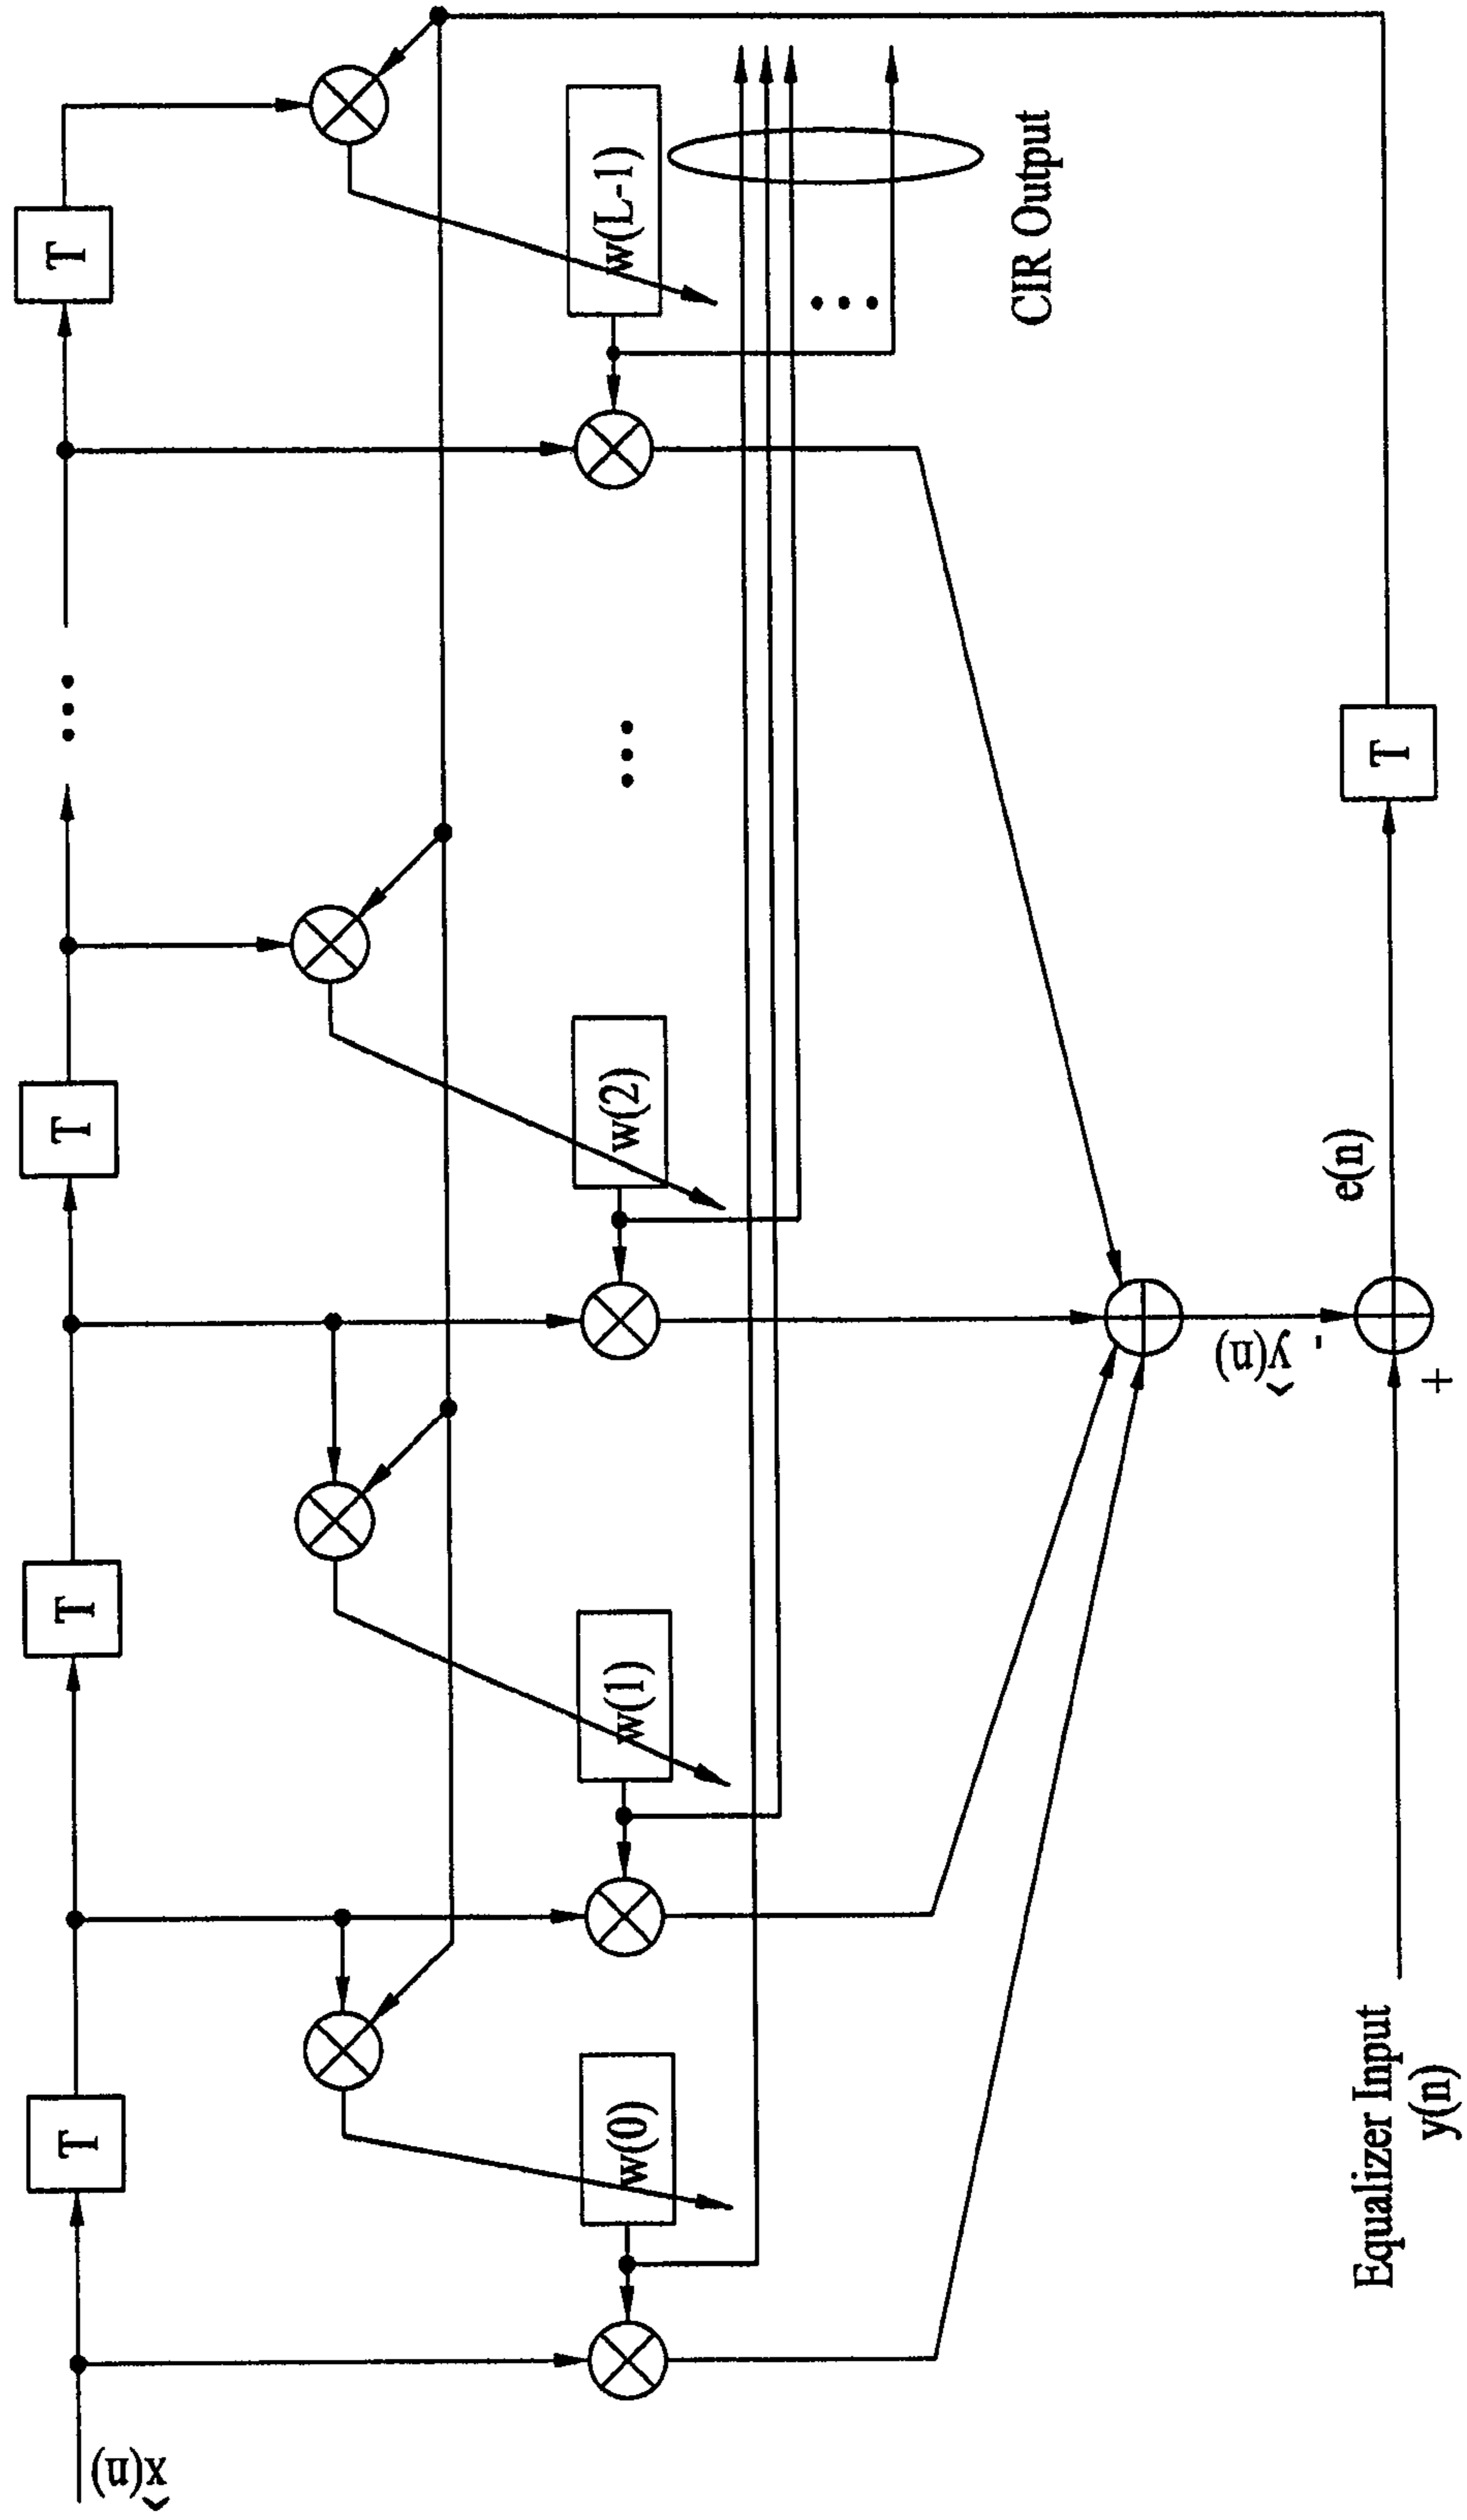 x̂(n)
T
T
T
...
T
w(0)
w(1)
w(2)
...
w(L-1)
...
CIR Output
ŷ(n)
-
+
e(n)
T
Equalizer Input
y(n)